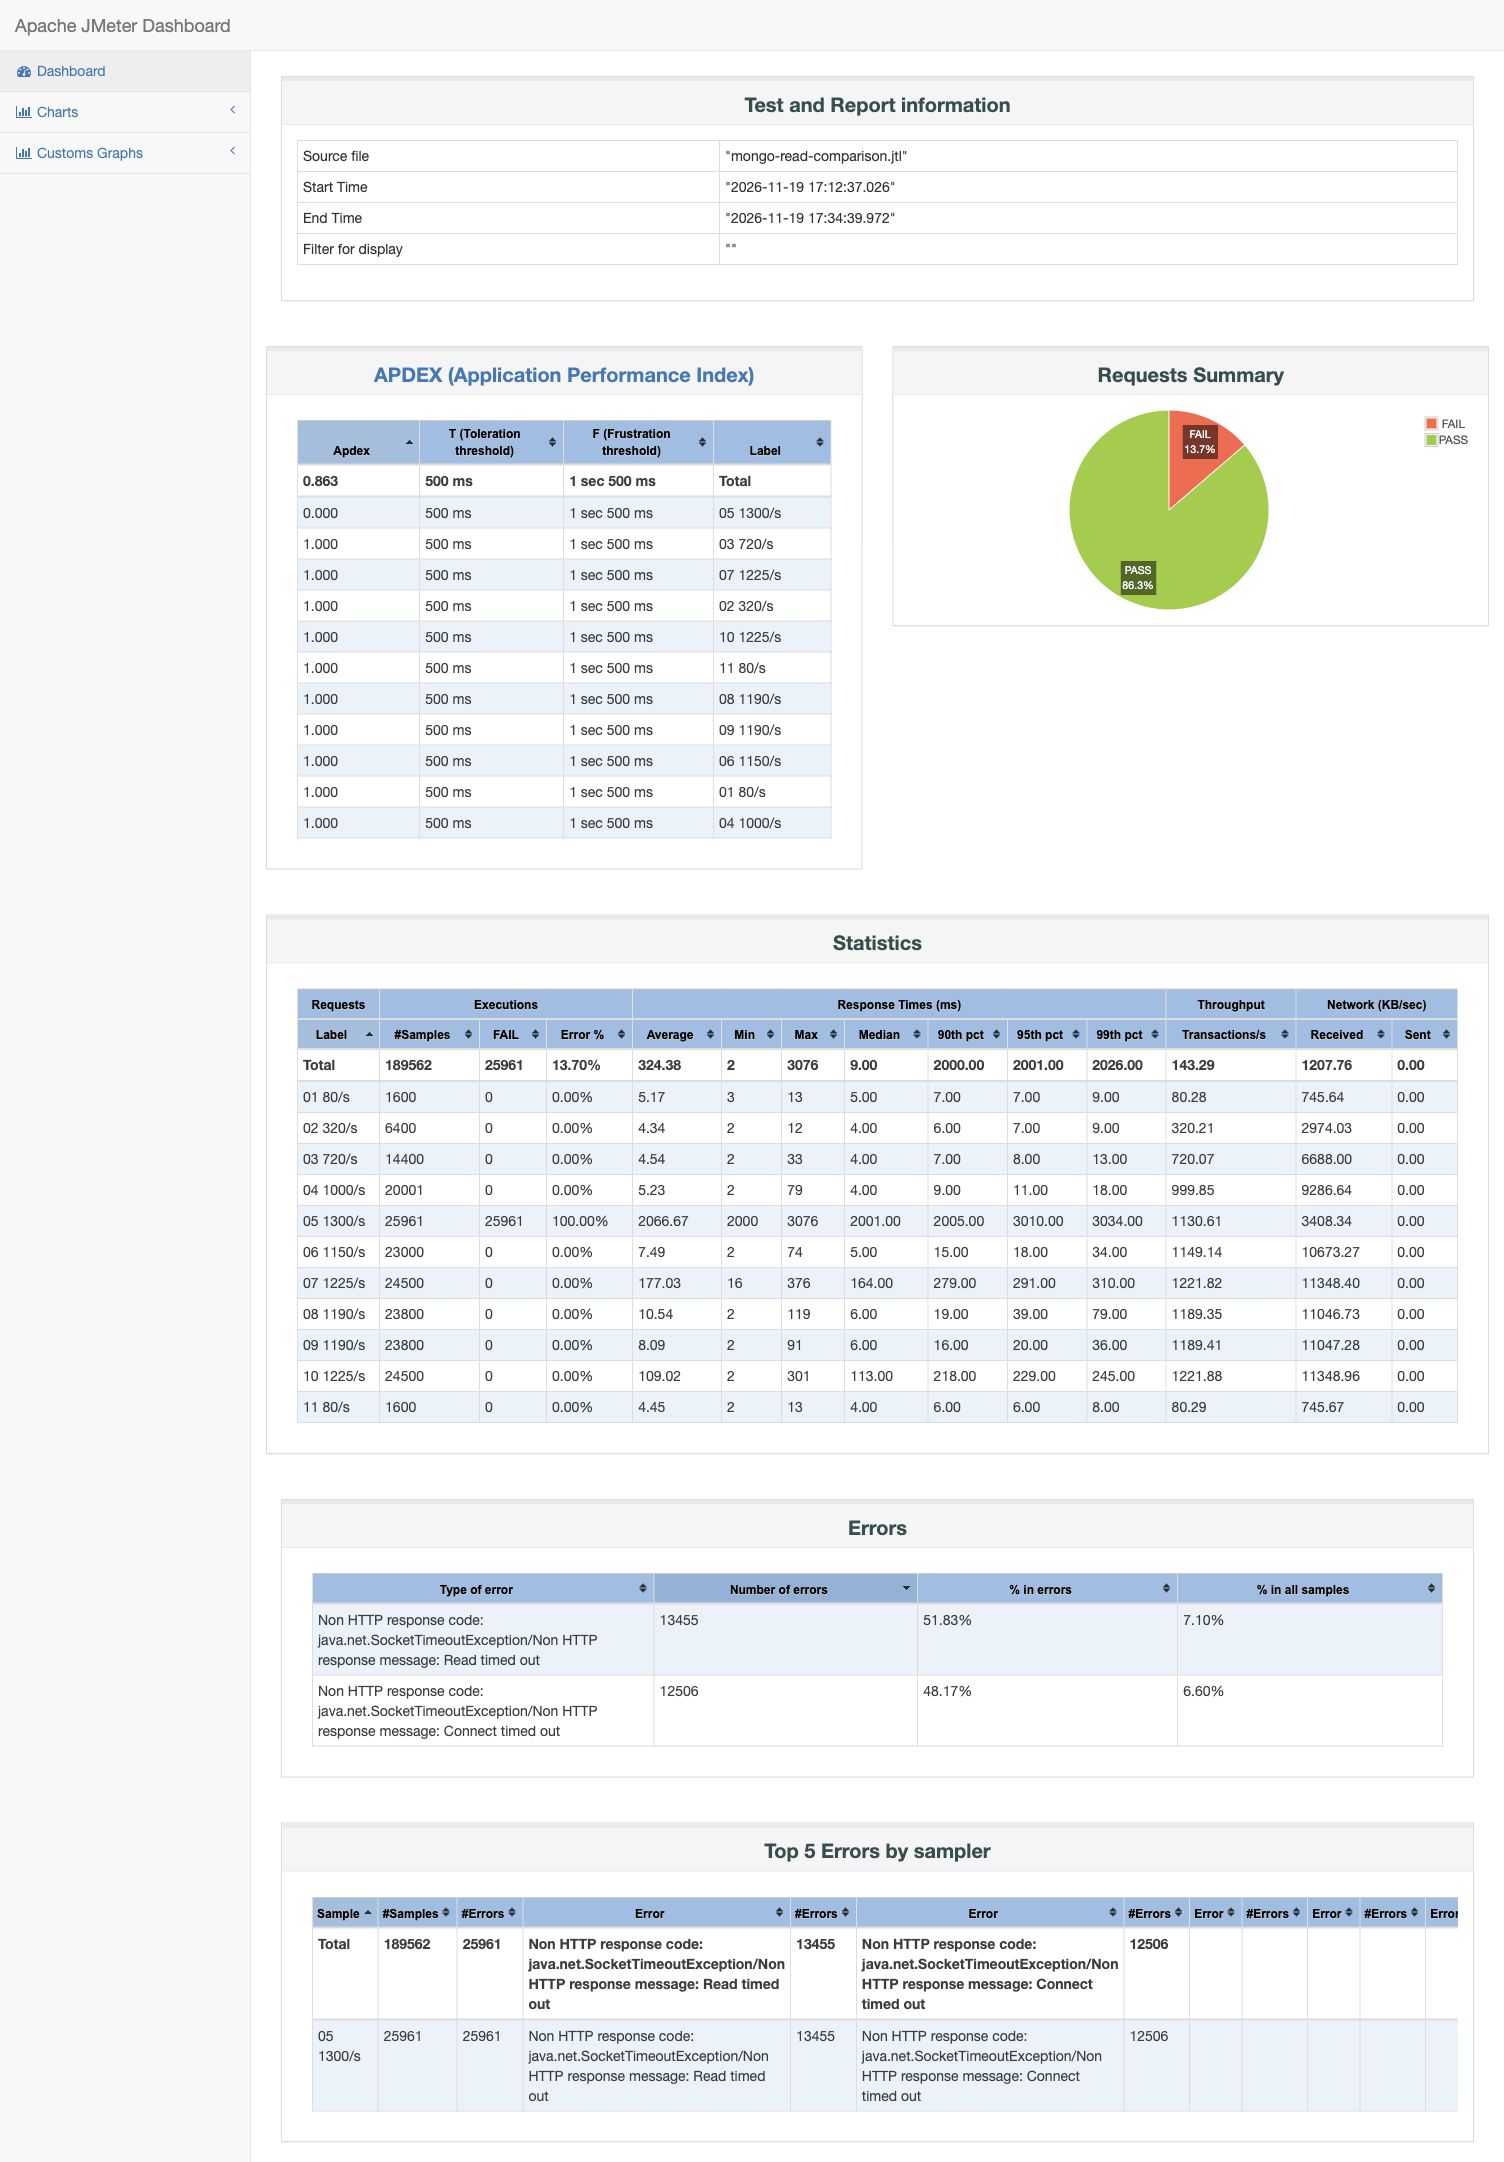 Apache JMeter Dashboard
Dashboard
Charts
Customs Graphs
Test and Report information
Source file "mongo-read-comparison.jtl"
Start Time "2026-11-19 17:12:37.026"
End Time "2026-11-19 17:34:39.972"
Filter for display ""
APDEX (Application Performance Index)
Apdex T (Toleration threshold) F (Frustration threshold) Label
0.863 500 ms 1 sec 500 ms Total
0.000 500 ms 1 sec 500 ms 05 1300/s
1.000 500 ms 1 sec 500 ms 03 720/s
1.000 500 ms 1 sec 500 ms 07 1225/s
1.000 500 ms 1 sec 500 ms 02 320/s
1.000 500 ms 1 sec 500 ms 10 1225/s
1.000 500 ms 1 sec 500 ms 11 80/s
1.000 500 ms 1 sec 500 ms 08 1190/s
1.000 500 ms 1 sec 500 ms 09 1190/s
1.000 500 ms 1 sec 500 ms 06 1150/s
1.000 500 ms 1 sec 500 ms 01 80/s
1.000 500 ms 1 sec 500 ms 04 1000/s
Requests Summary
FAIL
13.7%
PASS
86.3%
FAIL
PASS
Statistics
Requests Executions Response Times (ms) Throughput Network (KB/sec)
Label #Samples FAIL Error % Average Min Max Median 90th pct 95th pct 99th pct Transactions/s Received Sent
Total 189562 25961 13.70% 324.38 2 3076 9.00 2000.00 2001.00 2026.00 143.29 1207.76 0.00
01 80/s 1600 0 0.00% 5.17 3 13 5.00 7.00 7.00 9.00 80.28 745.64 0.00
02 320/s 6400 0 0.00% 4.34 2 12 4.00 6.00 7.00 9.00 320.21 2974.03 0.00
03 720/s 14400 0 0.00% 4.54 2 33 4.00 7.00 8.00 13.00 720.07 6688.00 0.00
04 1000/s 20001 0 0.00% 5.23 2 79 4.00 9.00 11.00 18.00 999.85 9286.64 0.00
05 1300/s 25961 25961 100.00% 2066.67 2000 3076 2001.00 2005.00 3010.00 3034.00 1130.61 3408.34 0.00
06 1150/s 23000 0 0.00% 7.49 2 74 5.00 15.00 18.00 34.00 1149.14 10673.27 0.00
07 1225/s 24500 0 0.00% 177.03 16 376 164.00 279.00 291.00 310.00 1221.82 11348.40 0.00
08 1190/s 23800 0 0.00% 10.54 2 119 6.00 19.00 39.00 79.00 1189.35 11046.73 0.00
09 1190/s 23800 0 0.00% 8.09 2 91 6.00 16.00 20.00 36.00 1189.41 11047.28 0.00
10 1225/s 24500 0 0.00% 109.02 2 301 113.00 218.00 229.00 245.00 1221.88 11348.96 0.00
11 80/s 1600 0 0.00% 4.45 2 13 4.00 6.00 6.00 8.00 80.29 745.67 0.00
Errors
Type of error Number of errors % in errors % in all samples
Non HTTP response code: 13455 51.83% 7.10%
java.net.SocketTimeoutException/Non HTTP
response message: Read timed out
Non HTTP response code: 12506 48.17% 6.60%
java.net.SocketTimeoutException/Non HTTP
response message: Connect timed out
Top 5 Errors by sampler
Sample #Samples #Errors Error #Errors Error #Errors Error #Errors Error #Errors Error
Total 189562 25961 Non HTTP response code: 13455 Non HTTP response code: 12506
java.net.SocketTimeoutException/Non java.net.SocketTimeoutException/Non
HTTP response message: Read timed HTTP response message: Connect
out timed out
05 25961 25961 Non HTTP response code: 13455 Non HTTP response code: 12506
1300/s java.net.SocketTimeoutException/Non java.net.SocketTimeoutException/Non
HTTP response message: Read timed HTTP response message: Connect
out timed out